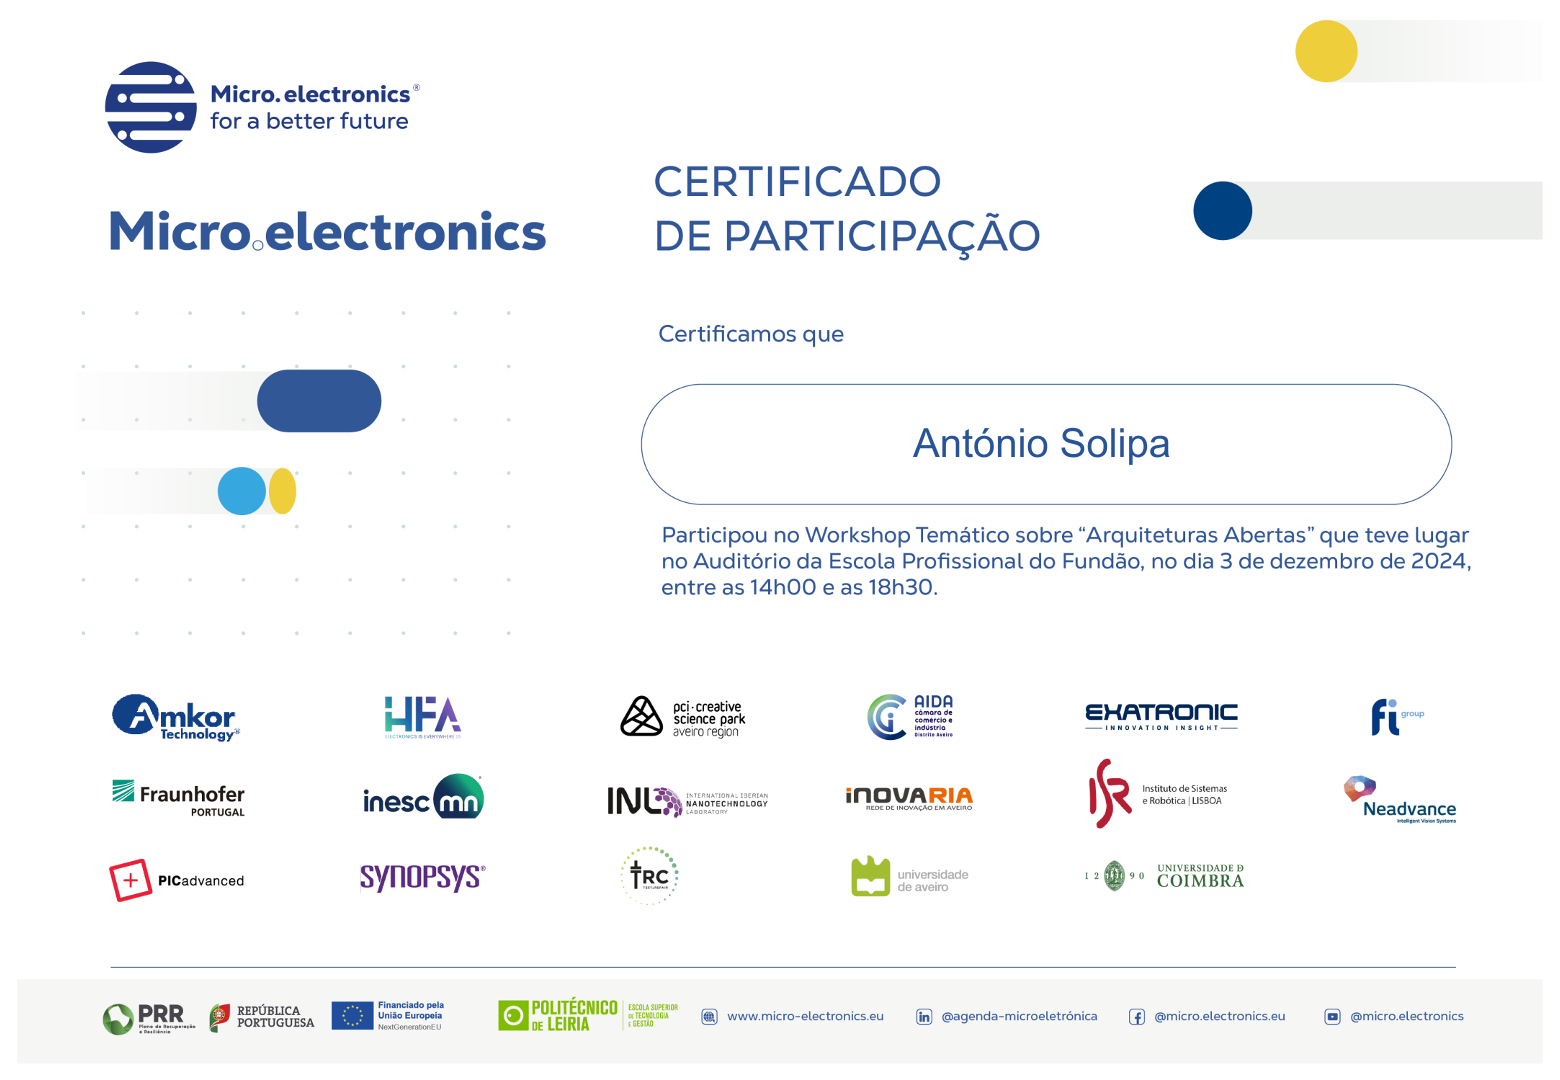 Micro.electronics®
for a better future
CERTIFICADO
DE PARTICIPAÇÃO
Micro.electronics
Certificamos que
António Solipa
Participou no Workshop Temático sobre “Arquiteturas Abertas” que teve lugar
no Auditório da Escola Profissional do Fundão, no dia 3 de dezembro de 2024,
entre as 14h00 e as 18h30.
Amkor
Technology®
HFA
ELECTRONICS IS EVERYWHERE
pci·creative
science park
aveiro region
AIDA
câmara de
comércio e
indústria
Distrito Aveiro
EXATRONIC
INNOVATION INSIGHT
fi group
Fraunhofer
PORTUGAL
inesc mn
INL
INTERNATIONAL IBERIAN
NANOTECHNOLOGY
LABORATORY
iNOVARIA
REDE DE INOVAÇÃO EM AVEIRO
ISR
Instituto de Sistemas
e Robótica | LISBOA
Neadvance
Intelligent Vision Systems
PICadvanced
SYNOPSYS®
TRC
universidade
de aveiro
12 90
UNIVERSIDADE D
COIMBRA
PRR
Plano de Recuperação
e Resiliência
REPÚBLICA
PORTUGUESA
Financiado pela
União Europeia
NextGenerationEU
POLITÉCNICO
DE LEIRIA
ESCOLA SUPERIOR
DE TECNOLOGIA
E GESTÃO
www.micro-electronics.eu
@agenda-microeletrónica
@micro.electronics.eu
@micro.electronics